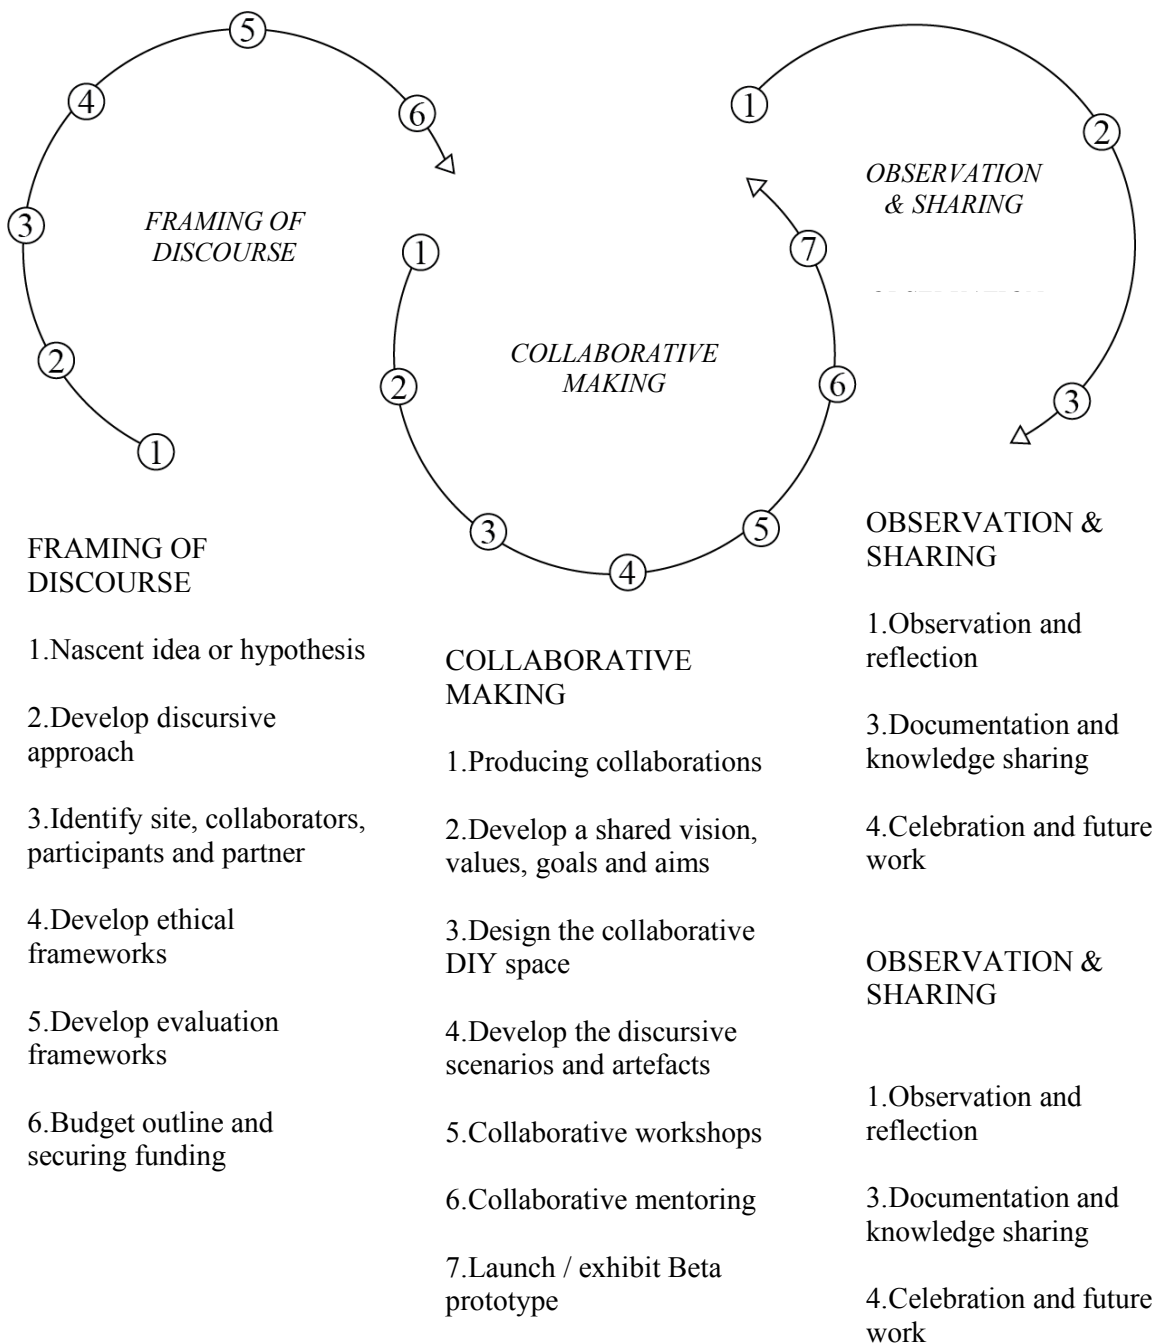 5
4
6
3
FRAMING OF
DISCOURSE
2
1
1
COLLABORATIVE
MAKING
2
3
4
5
6
7
1
2
OBSERVATION
& SHARING
3
FRAMING OF
DISCOURSE
1.Nascent idea or hypothesis
2.Develop discursive
approach
3.Identify site, collaborators,
participants and partner
4.Develop ethical
frameworks
5.Develop evaluation
frameworks
6.Budget outline and
securing funding
COLLABORATIVE
MAKING
1.Producing collaborations
2.Develop a shared vision,
values, goals and aims
3.Design the collaborative
DIY space
4.Develop the discursive
scenarios and artefacts
5.Collaborative workshops
6.Collaborative mentoring
7.Launch / exhibit Beta
prototype
OBSERVATION &
SHARING
1.Observation and
reflection
3.Documentation and
knowledge sharing
4.Celebration and future
work
OBSERVATION &
SHARING
1.Observation and
reflection
3.Documentation and
knowledge sharing
4.Celebration and future
work